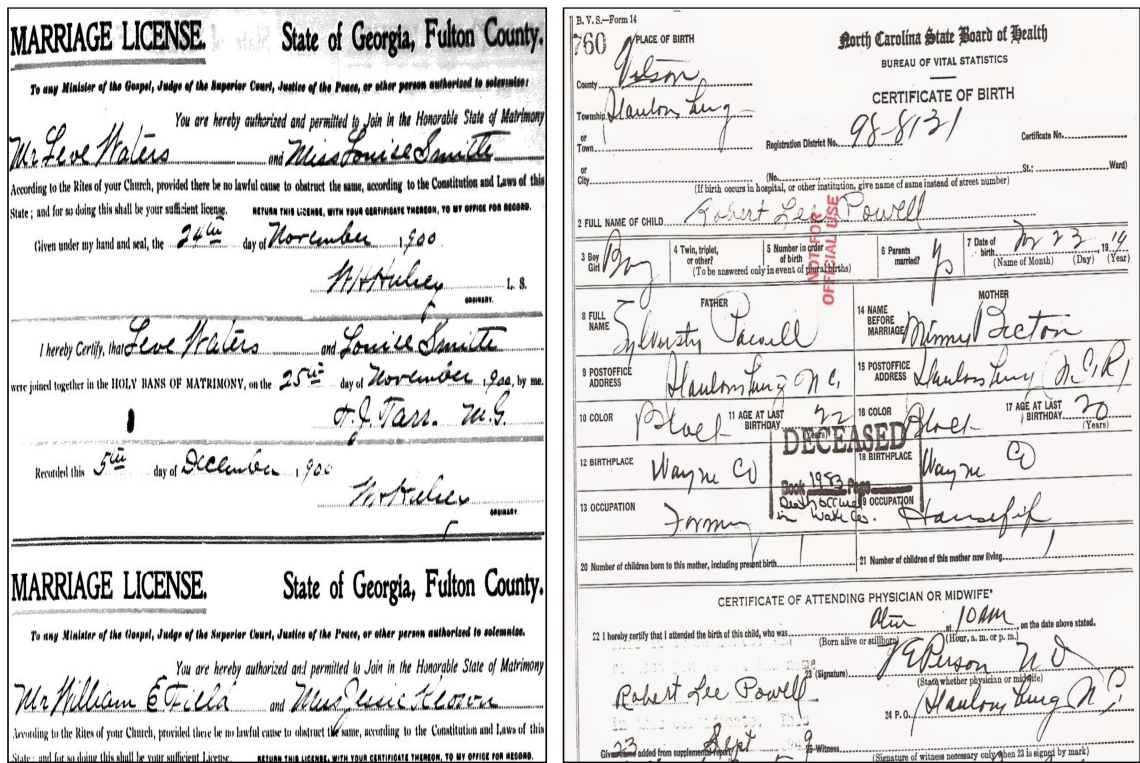 MARRIAGE LICENSE. State of Georgia, Fulton County.
To any Minister of the Gospel, Judge of the Superior Court, Justice of the Peace, or other person authorized to solemnize:
You are hereby authorized and permitted to Join in the Honorable State of Matrimony
Mr Leve Waters and Miss Louise Smith
According to the Rites of your Church, provided there be no lawful cause to obstruct the same, according to the Constitution and Laws of this
State; and for so doing this shall be your sufficient license. RETURN THIS LICENSE, WITH YOUR CERTIFICATE THEREON, TO MY OFFICE FOR RECORD.
Given under my hand and seal, the 24th day of November 1900
W H Hulsey L. S.
ORDINARY.
I hereby Certify, that Leve Waters and Louise Smith
were joined together in the HOLY BANS OF MATRIMONY, on the 25th day of November 1900, by me.
Tarr. M.G.
Recorded this 5th day of December 1900
W H Hulsey
ORDINARY.
MARRIAGE LICENSE. State of Georgia, Fulton County.
To any Minister of the Gospel, Judge of the Superior Court, Justice of the Peace, or other person authorized to solemnize.
You are hereby authorized and permitted to Join in the Honorable State of Matrimony
Mr William E Field and Jessie
According to the Rites of your Church, provided there be no lawful cause to obstruct the same, according to the Constitution and Laws of this
State; and for so doing this shall be your sufficient License. RETURN THIS LICENSE, WITH YOUR CERTIFICATE THEREON, TO MY OFFICE FOR RECORD.
B. V. S.—Form 14
760 PLACE OF BIRTH North Carolina State Board of Health
BUREAU OF VITAL STATISTICS
County Wilson
CERTIFICATE OF BIRTH
Township
or
Town Registration District No. 98-8131 Certificate No.
or
City (No. St.; Ward)
(If birth occurs in hospital, or other institution, give name of same instead of street number)
2 FULL NAME OF CHILD Robert Lee Powell
NOT FOR OFFICIAL USE
3 Boy Girl Boy 4 Twin, triplet, or other? 5 Number in order of birth (To be answered only in event of plural births) 6 Parents married? 7 Date of birth 23 1914
(Name of Month) (Day) (Year)
FATHER MOTHER
8 FULL NAME Powell 14 NAME BEFORE MARRIAGE Minny
9 POSTOFFICE ADDRESS N.C. 15 POSTOFFICE ADDRESS N.C. R1
10 COLOR Black 11 AGE AT LAST BIRTHDAY 22 (Years) 16 COLOR Black 17 AGE AT LAST BIRTHDAY 20 (Years)
DECEASED
12 BIRTHPLACE Wayne Co 18 BIRTHPLACE Wayne Co
Book 1983 Page
Death occurred
in Wake Co.
13 OCCUPATION 19 OCCUPATION
20 Number of children born to this mother, including present birth 1 21 Number of children of this mother now living 1
CERTIFICATE OF ATTENDING PHYSICIAN OR MIDWIFE*
22 I hereby certify that I attended the birth of this child, who was alive at 10 AM on the date above stated.
(Born alive or stillborn) (Hour, a. m. or p. m.)
23 (Signature) Person
(State whether physician or midwife)
Robert Lee Powell 24 P. O. N.C.
Given name added from supplemental report 23 Sept 25 Witness
(Signature of witness necessary only when 23 is signed by mark)